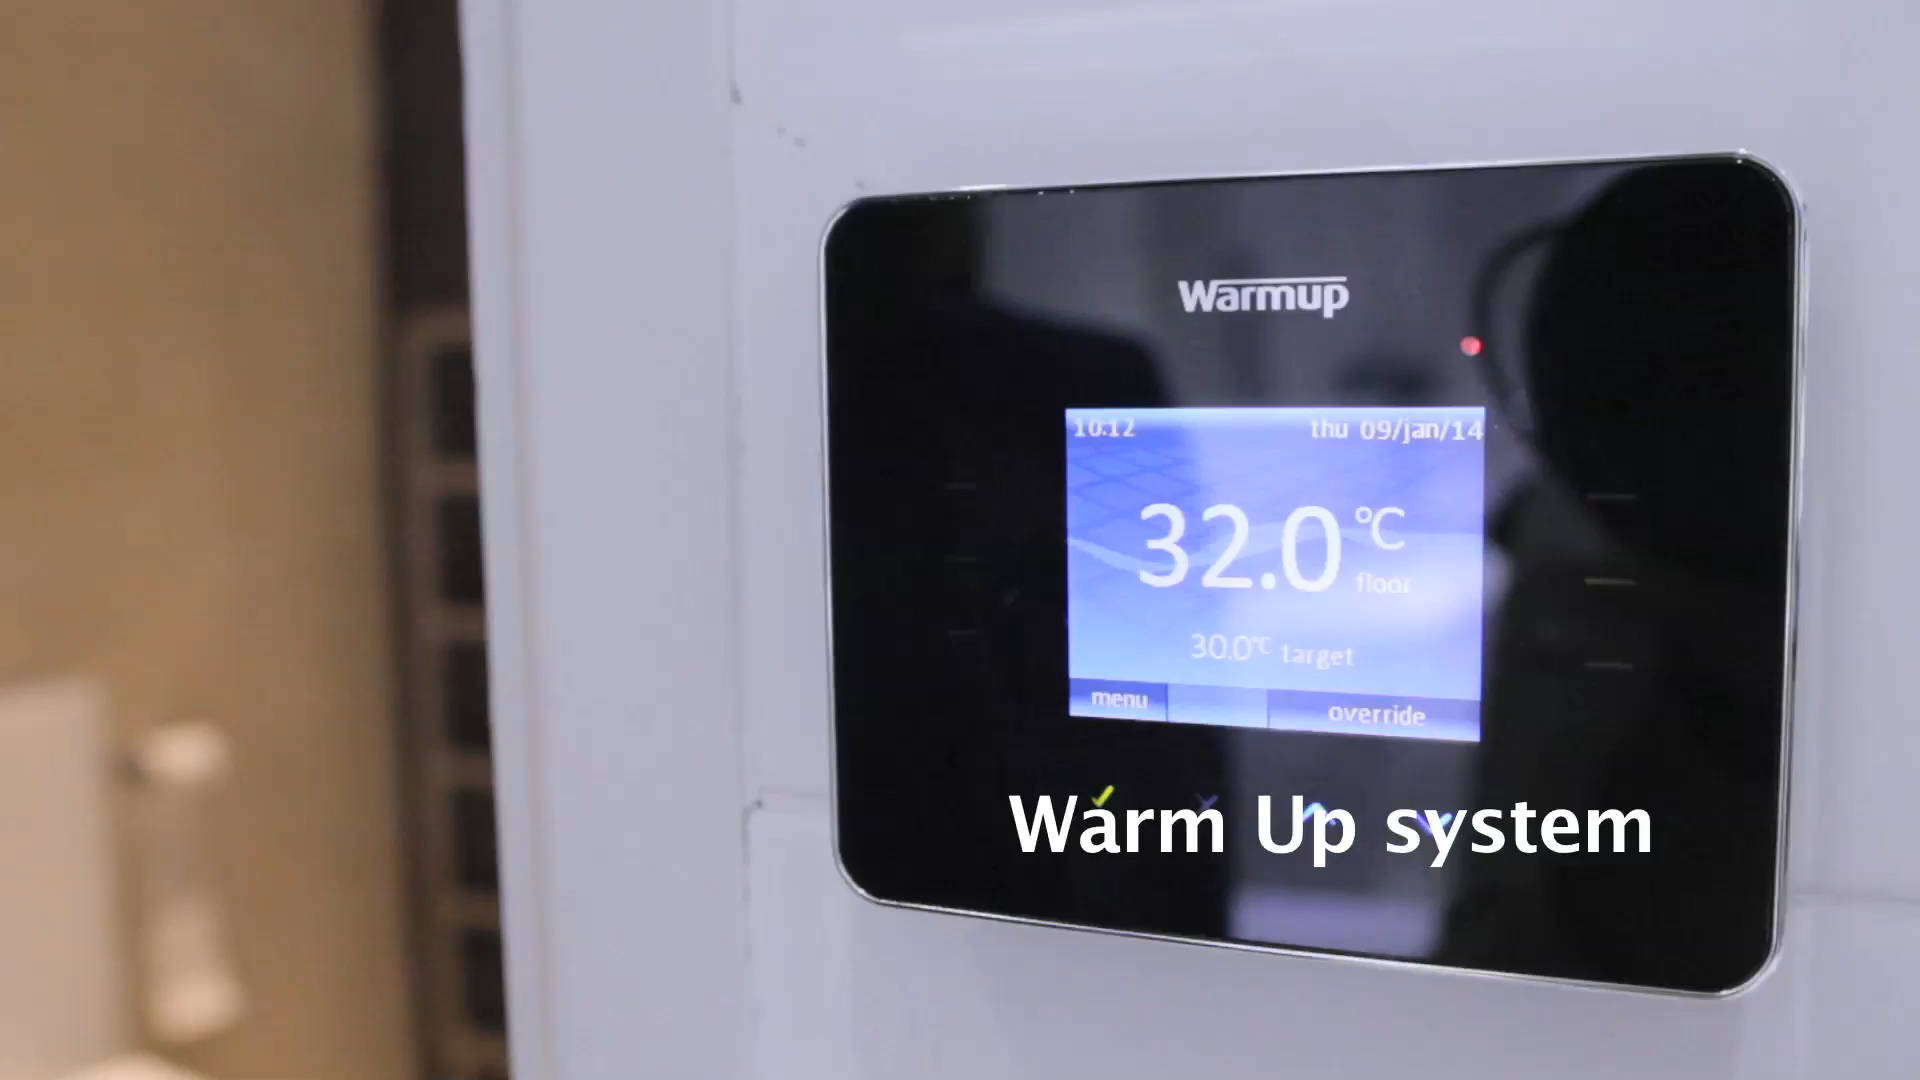 Warmup
10:12 thu 09/jan/14
32.0 °C
floor
30.0°C target
menu override
Warm Up system